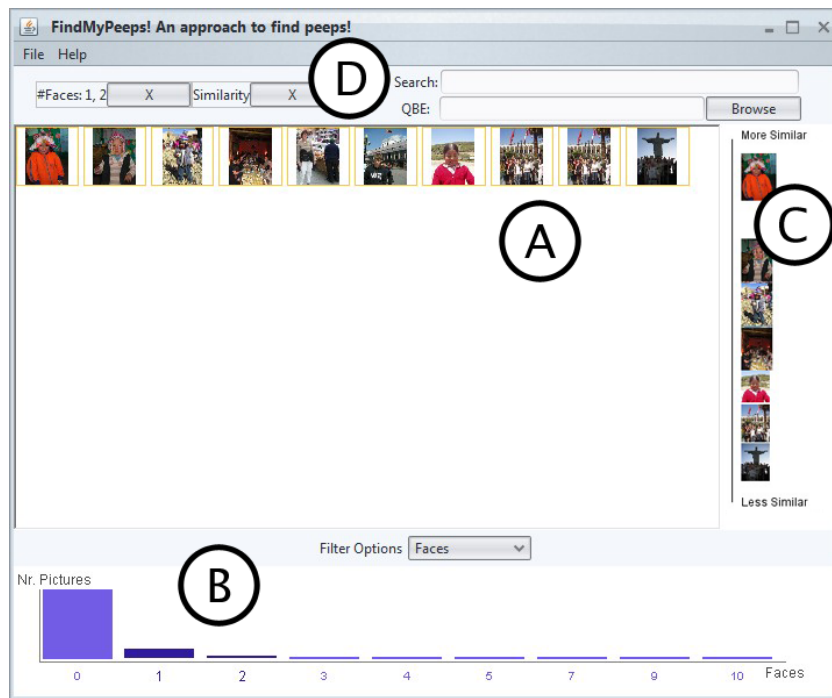 FindMyPeeps! An approach to find peeps!
File Help
D
#Faces: 1, 2 X Similarity X
Search:
QBE: Browse
More Similar
A
C
Less Similar
Filter Options Faces
B
Nr. Pictures
0 1 2 3 4 5 7 9 10 Faces